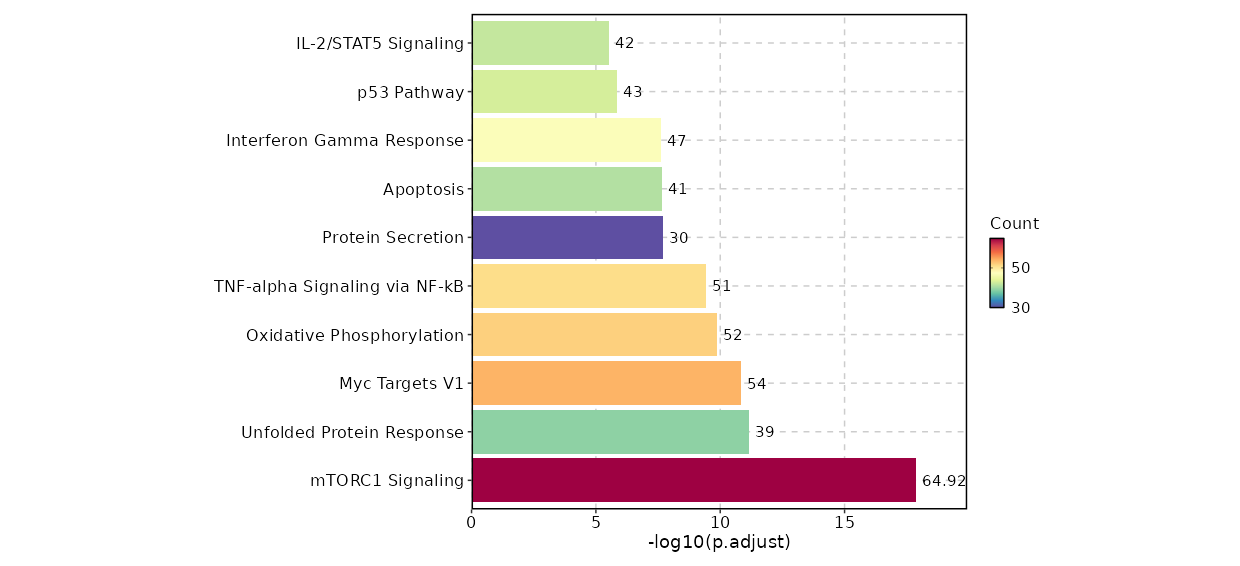 IL-2/STAT5 Signaling 42
p53 Pathway 43
Interferon Gamma Response 47
Apoptosis 41
Protein Secretion 30
TNF-alpha Signaling via NF-kB 51
Oxidative Phosphorylation 52
Myc Targets V1 54
Unfolded Protein Response 39
mTORC1 Signaling 64.92
0 5 10 15
-log10(p.adjust)
Count
50
30